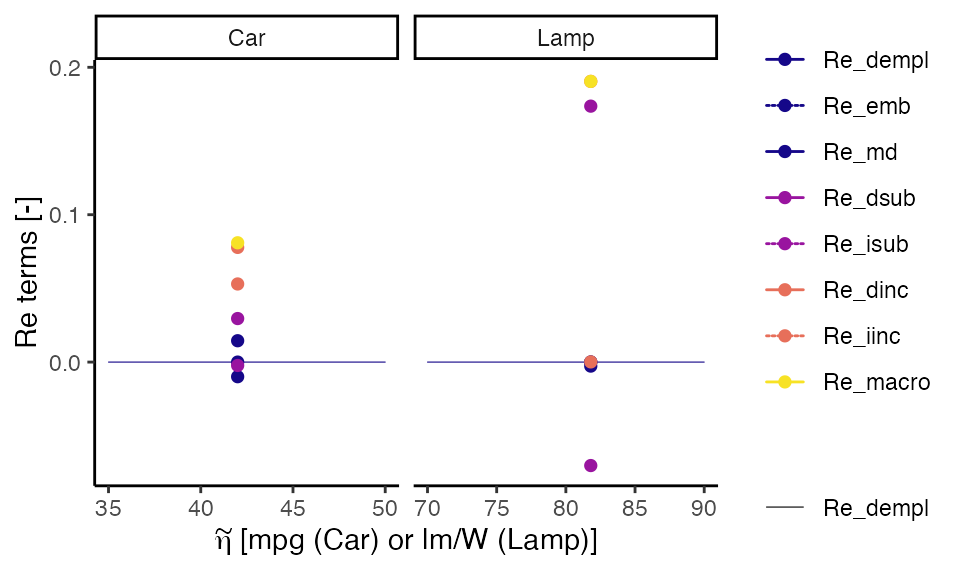 Car
Lamp
0.2
0.1
0.0
Re terms [-]
35
40
45
50
70
75
80
85
90
η̃ [mpg (Car) or lm/W (Lamp)]
Re_dempl
Re_emb
Re_md
Re_dsub
Re_isub
Re_dinc
Re_iinc
Re_macro
Re_dempl